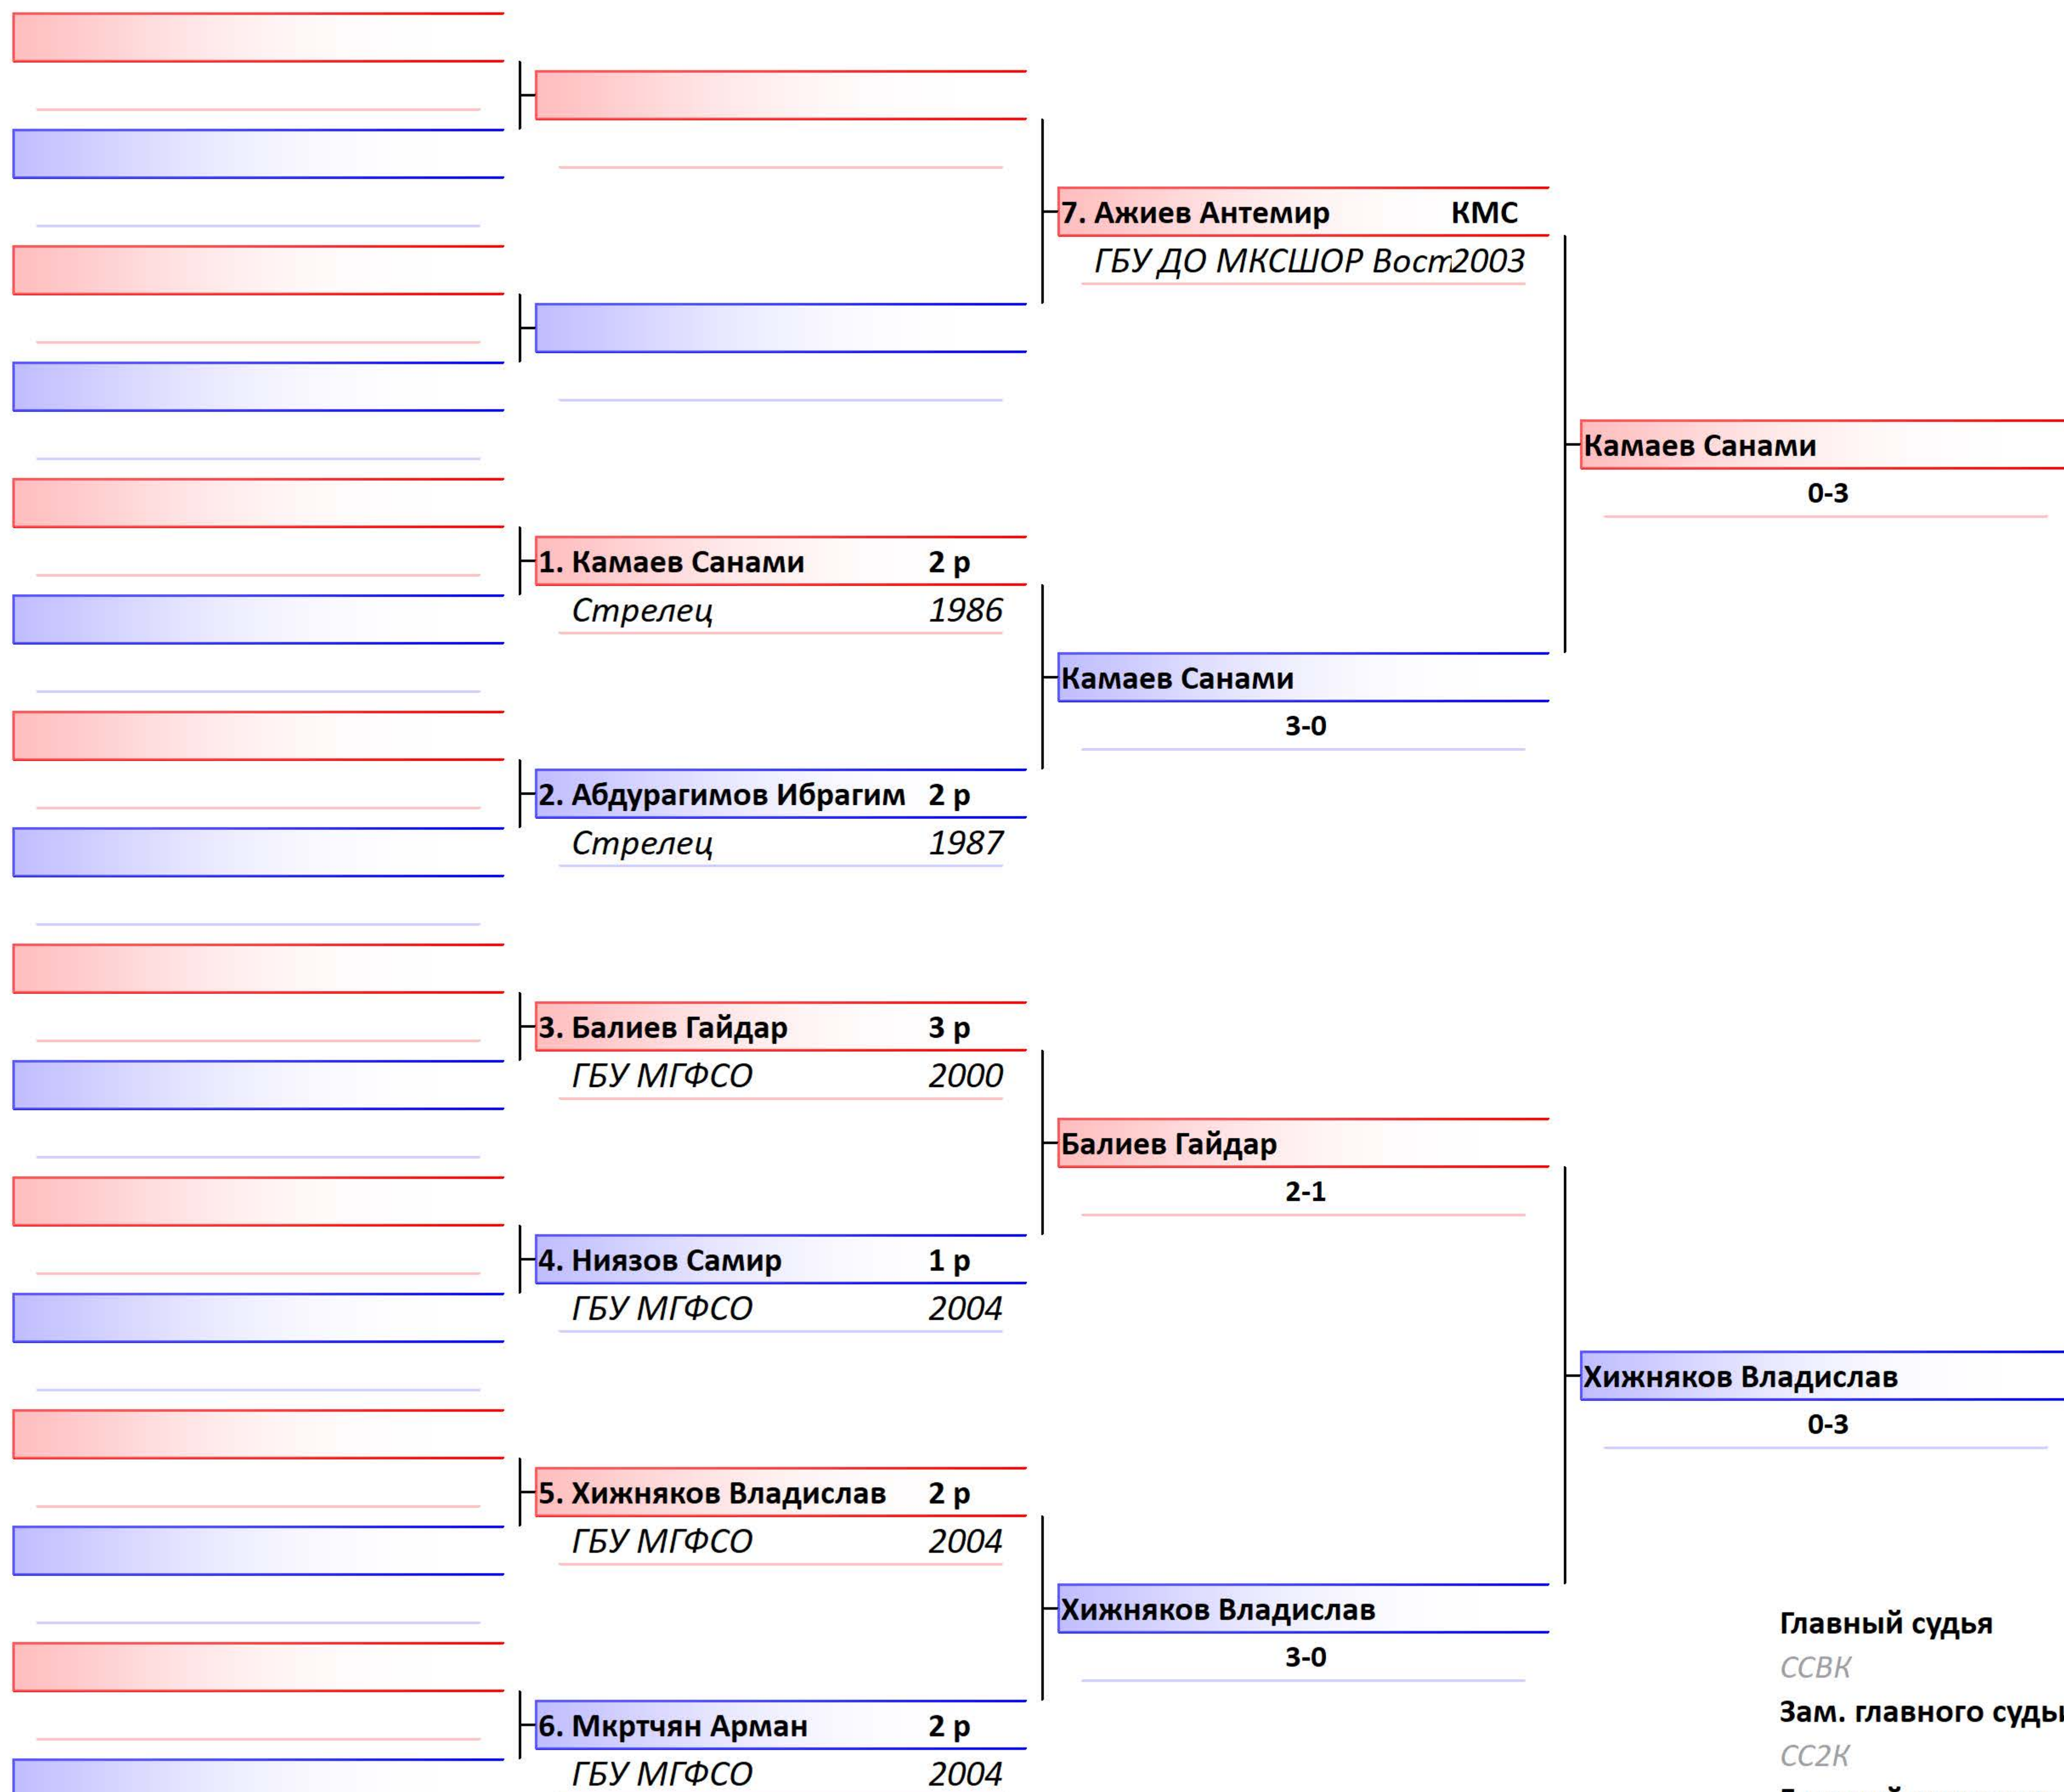 7. Ажиев Антемир КМС
ГБУ ДО МКСШОР Вост 2003
Камаев Санами
0-3
1. Камаев Санами 2 р
Стрелец 1986
Камаев Санами
3-0
2. Абдурагимов Ибрагим 2 р
Стрелец 1987
3. Балиев Гайдар 3 р
ГБУ МГФСО 2000
Балиев Гайдар
2-1
4. Ниязов Самир 1 р
ГБУ МГФСО 2004
Хижняков Владислав
0-3
5. Хижняков Владислав 2 р
ГБУ МГФСО 2004
Хижняков Владислав
3-0
6. Мкртчян Арман 2 р
ГБУ МГФСО 2004
Главный судья
ССВК
Зам. главного судьи
СС2К